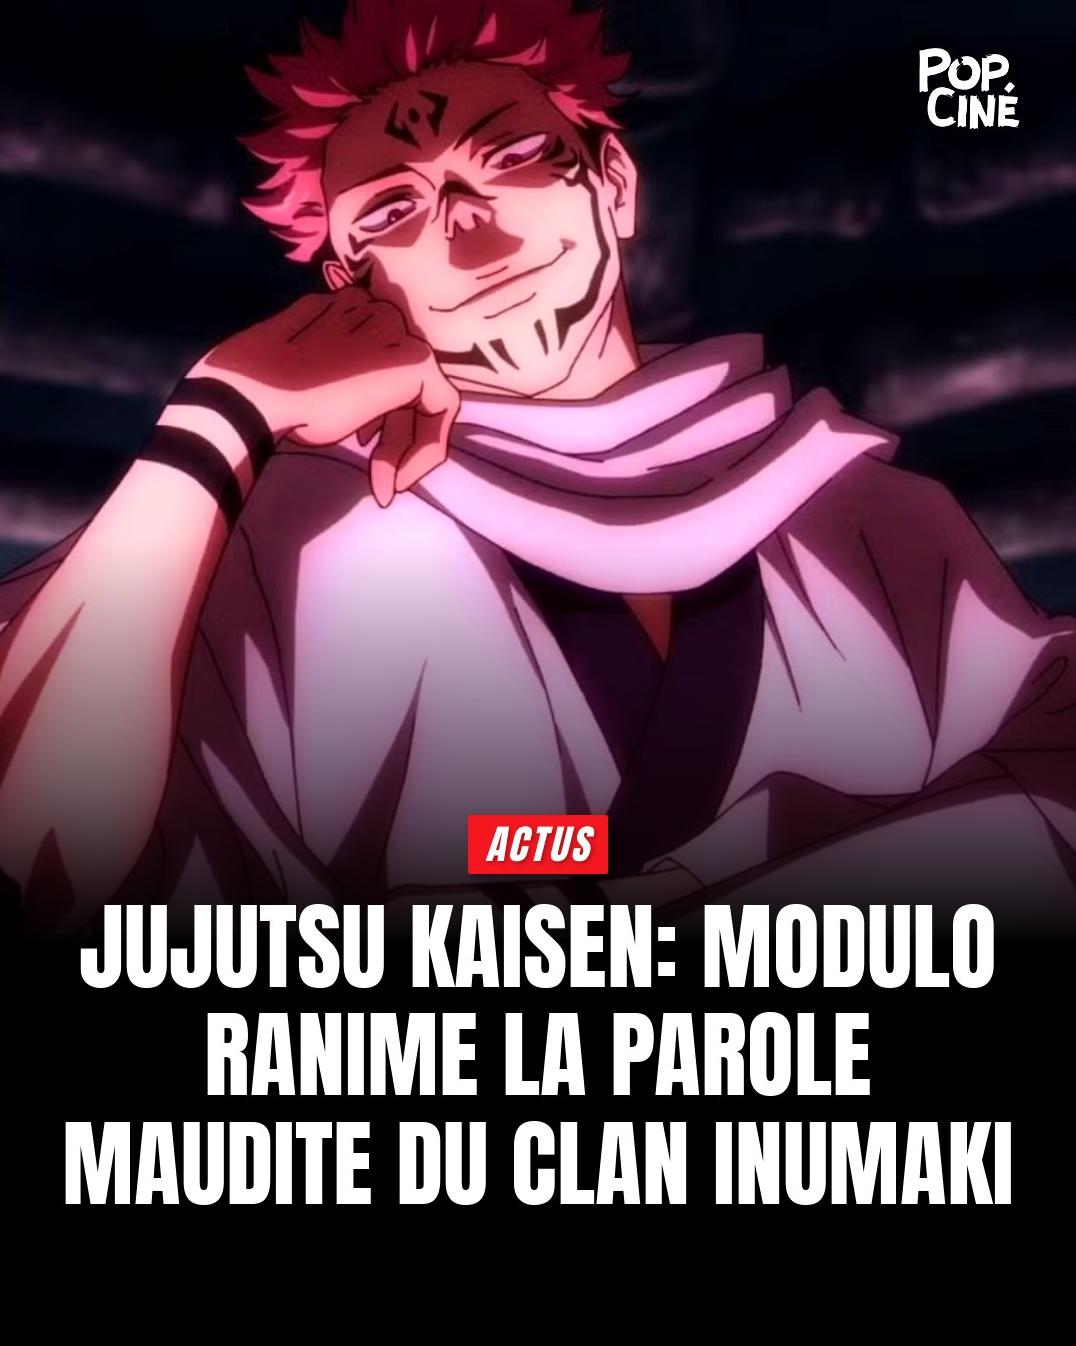 POP.
CINÉ
ACTUS
JUJUTSU KAISEN: MODULO
RANIME LA PAROLE
MAUDITE DU CLAN INUMAKI